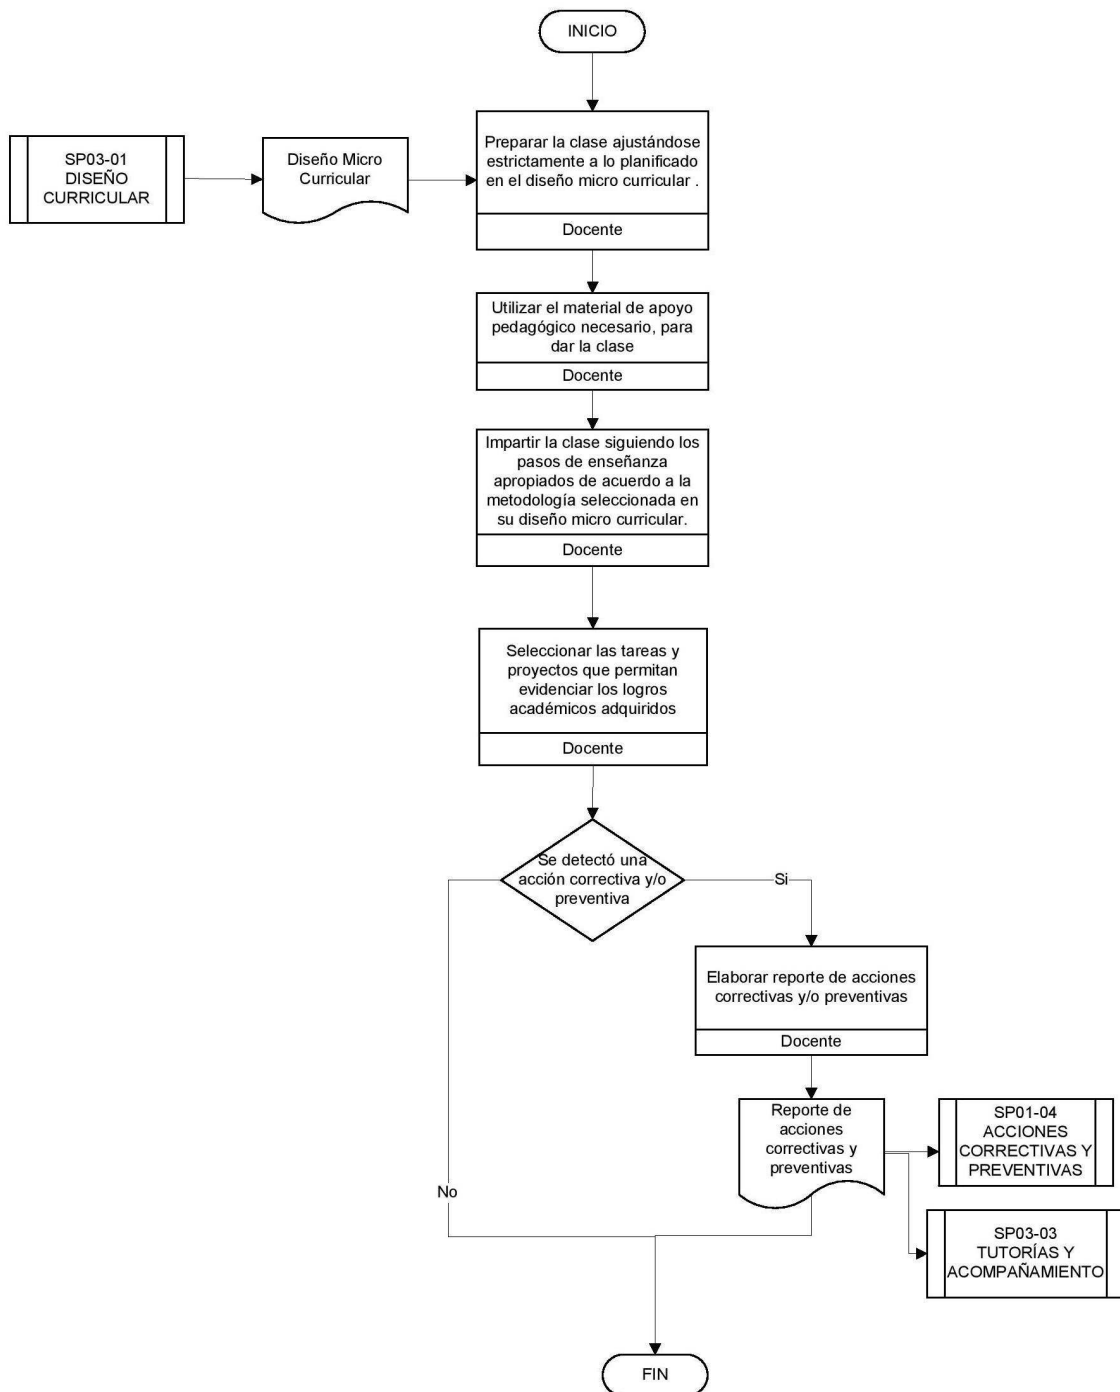 INICIO
SP03-01
DISEÑO
CURRICULAR
Diseño Micro
Curricular
Preparar la clase ajustándose
estrictamente a lo planificado
en el diseño micro curricular .
Docente
Utilizar el material de apoyo
pedagógico necesario, para
dar la clase
Docente
Impartir la clase siguiendo los
pasos de enseñanza
apropiados de acuerdo a la
metodología seleccionada en
su diseño micro curricular.
Docente
Seleccionar las tareas y
proyectos que permitan
evidenciar los logros
académicos adquiridos
Docente
Se detectó una
acción correctiva y/o
preventiva
Si
Elaborar reporte de acciones
correctivas y/o preventivas
Docente
Reporte de
acciones
correctivas y
preventivas
SP01-04
ACCIONES
CORRECTIVAS Y
PREVENTIVAS
No
SP03-03
TUTORÍAS Y
ACOMPAÑAMIENTO
FIN